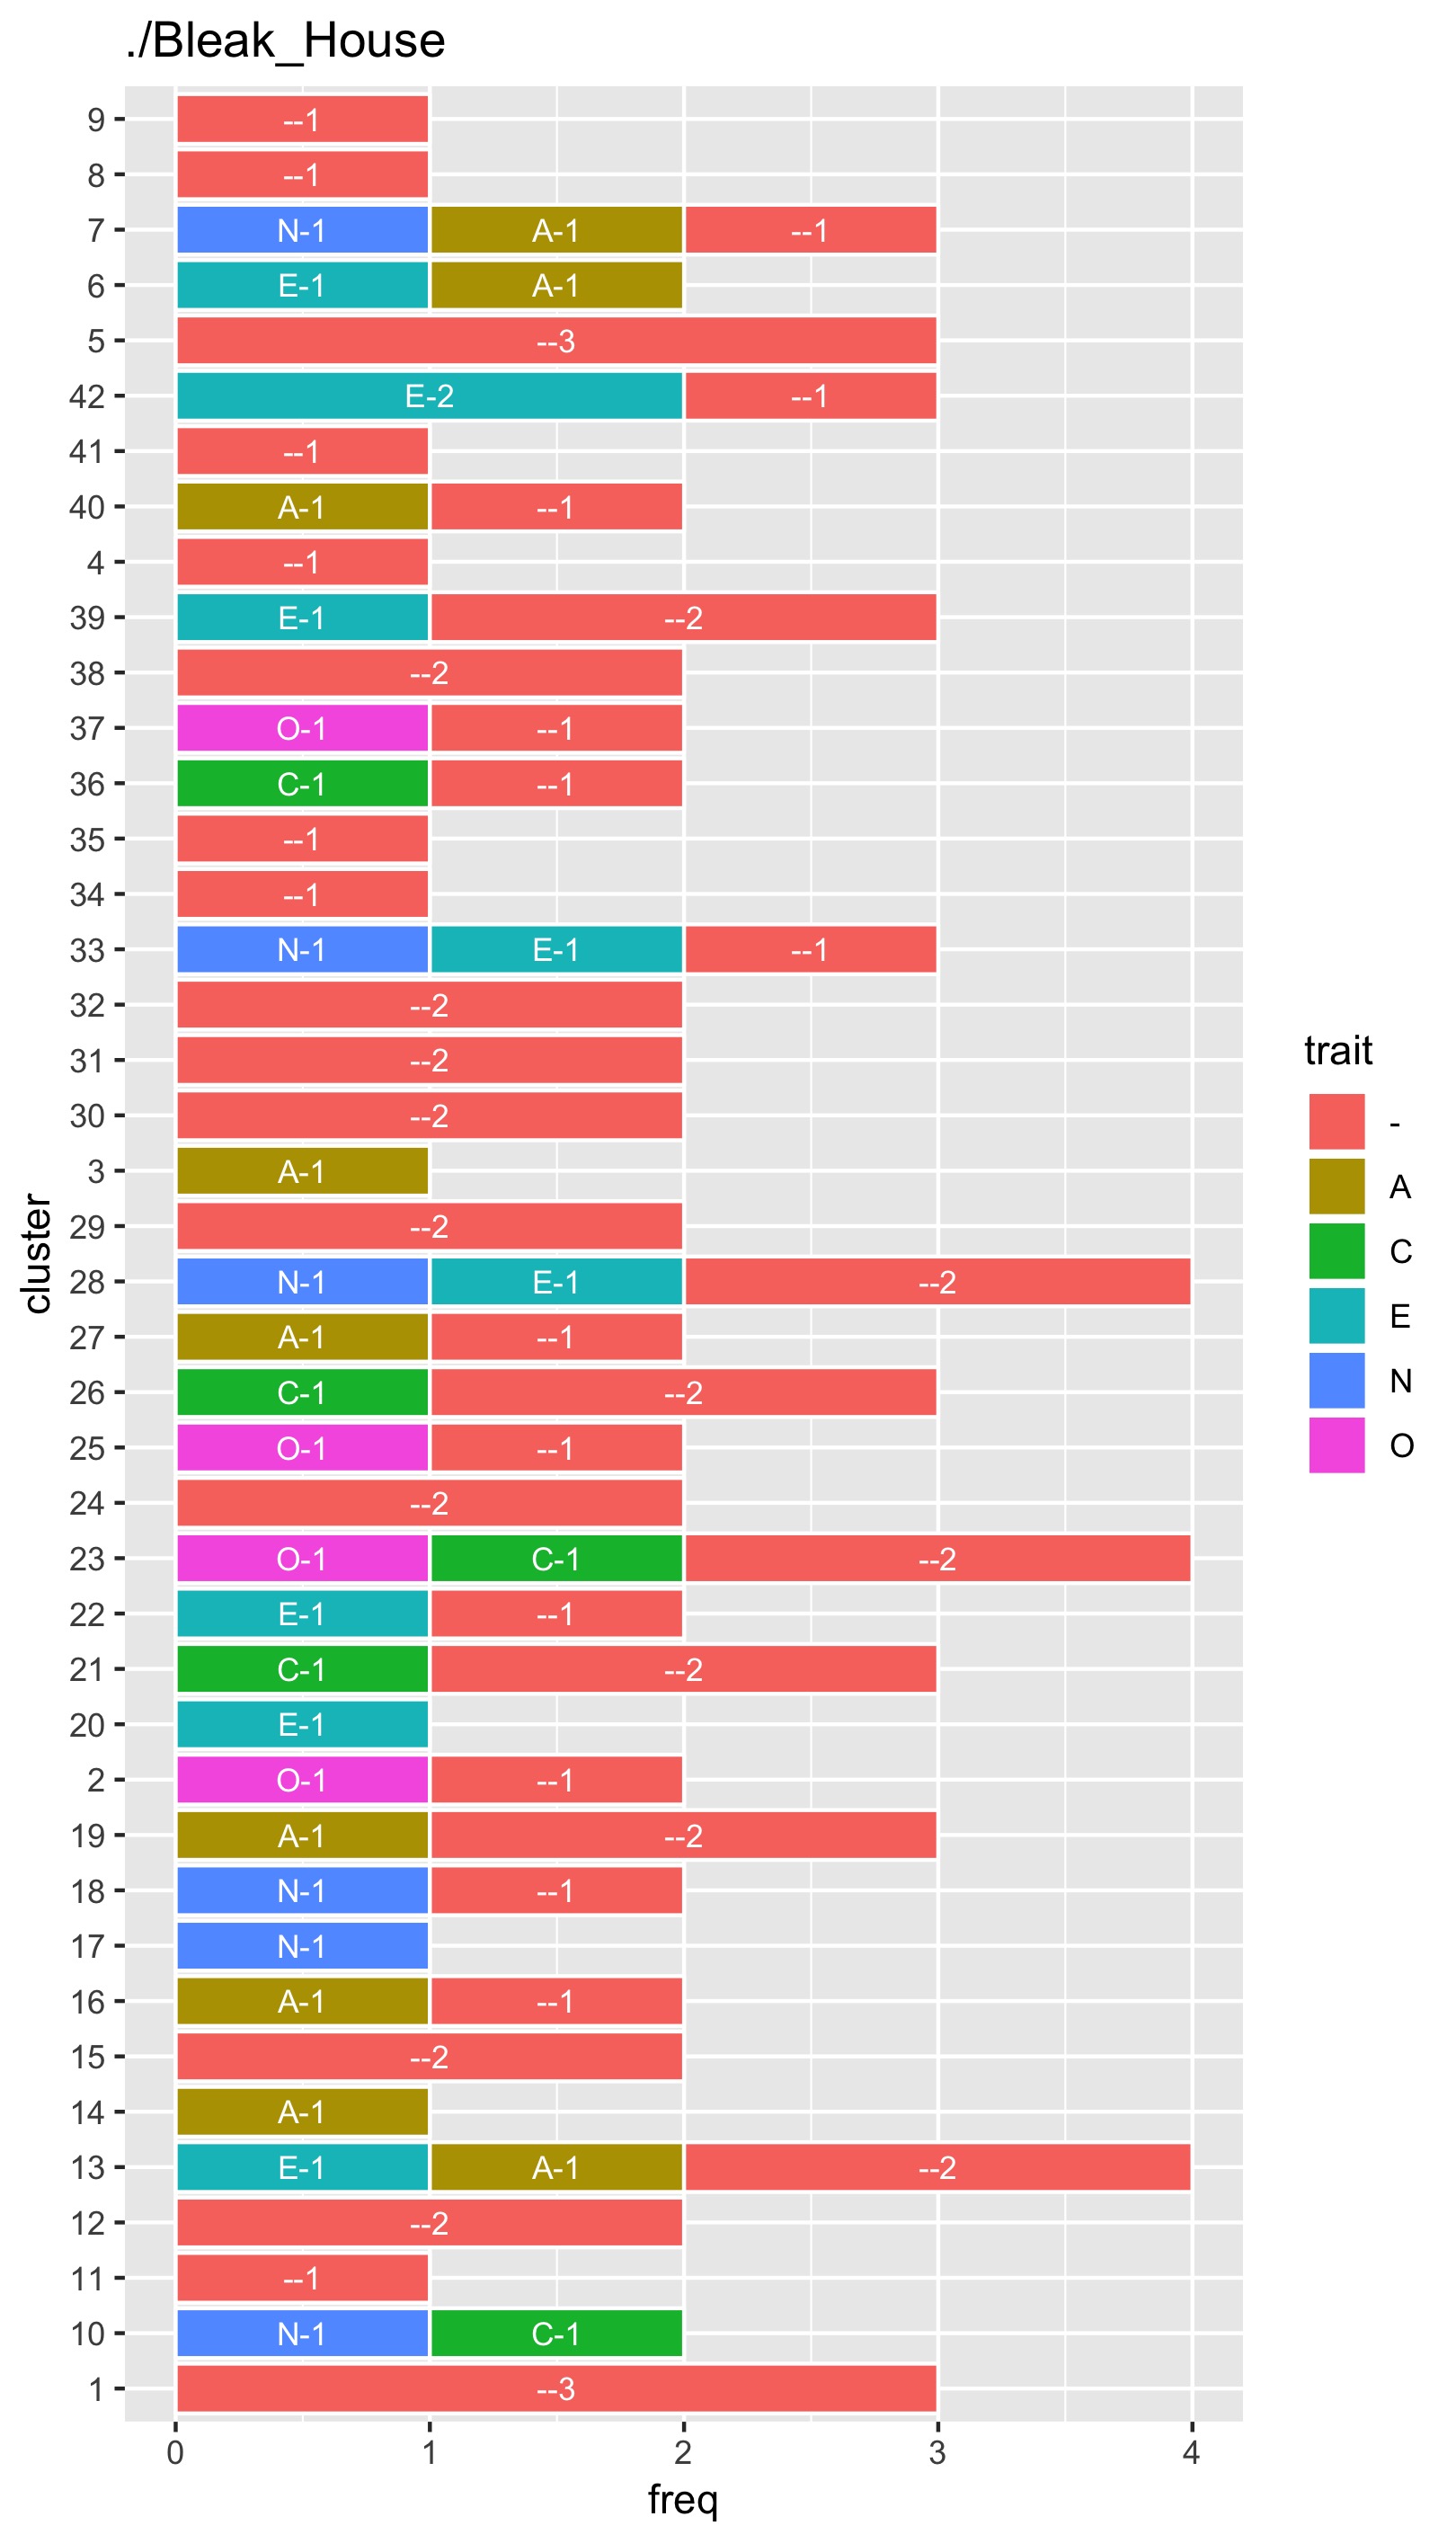 ./Bleak_House
9 --1
8 --1
7 N-1 A-1 --1
6 E-1 A-1
5 --3
42 E-2 --1
41 --1
40 A-1 --1
4 --1
39 E-1 --2
38 --2
37 O-1 --1
36 C-1 --1
35 --1
34 --1
33 N-1 E-1 --1
32 --2
31 --2
30 --2
3 A-1
29 --2
28 N-1 E-1 --2
27 A-1 --1
26 C-1 --2
25 O-1 --1
24 --2
23 O-1 C-1 --2
22 E-1 --1
21 C-1 --2
20 E-1
2 O-1 --1
19 A-1 --2
18 N-1 --1
17 N-1
16 A-1 --1
15 --2
14 A-1
13 E-1 A-1 --2
12 --2
11 --1
10 N-1 C-1
1 --3
0 1 2 3 4
freq
cluster
trait
-
A
C
E
N
O